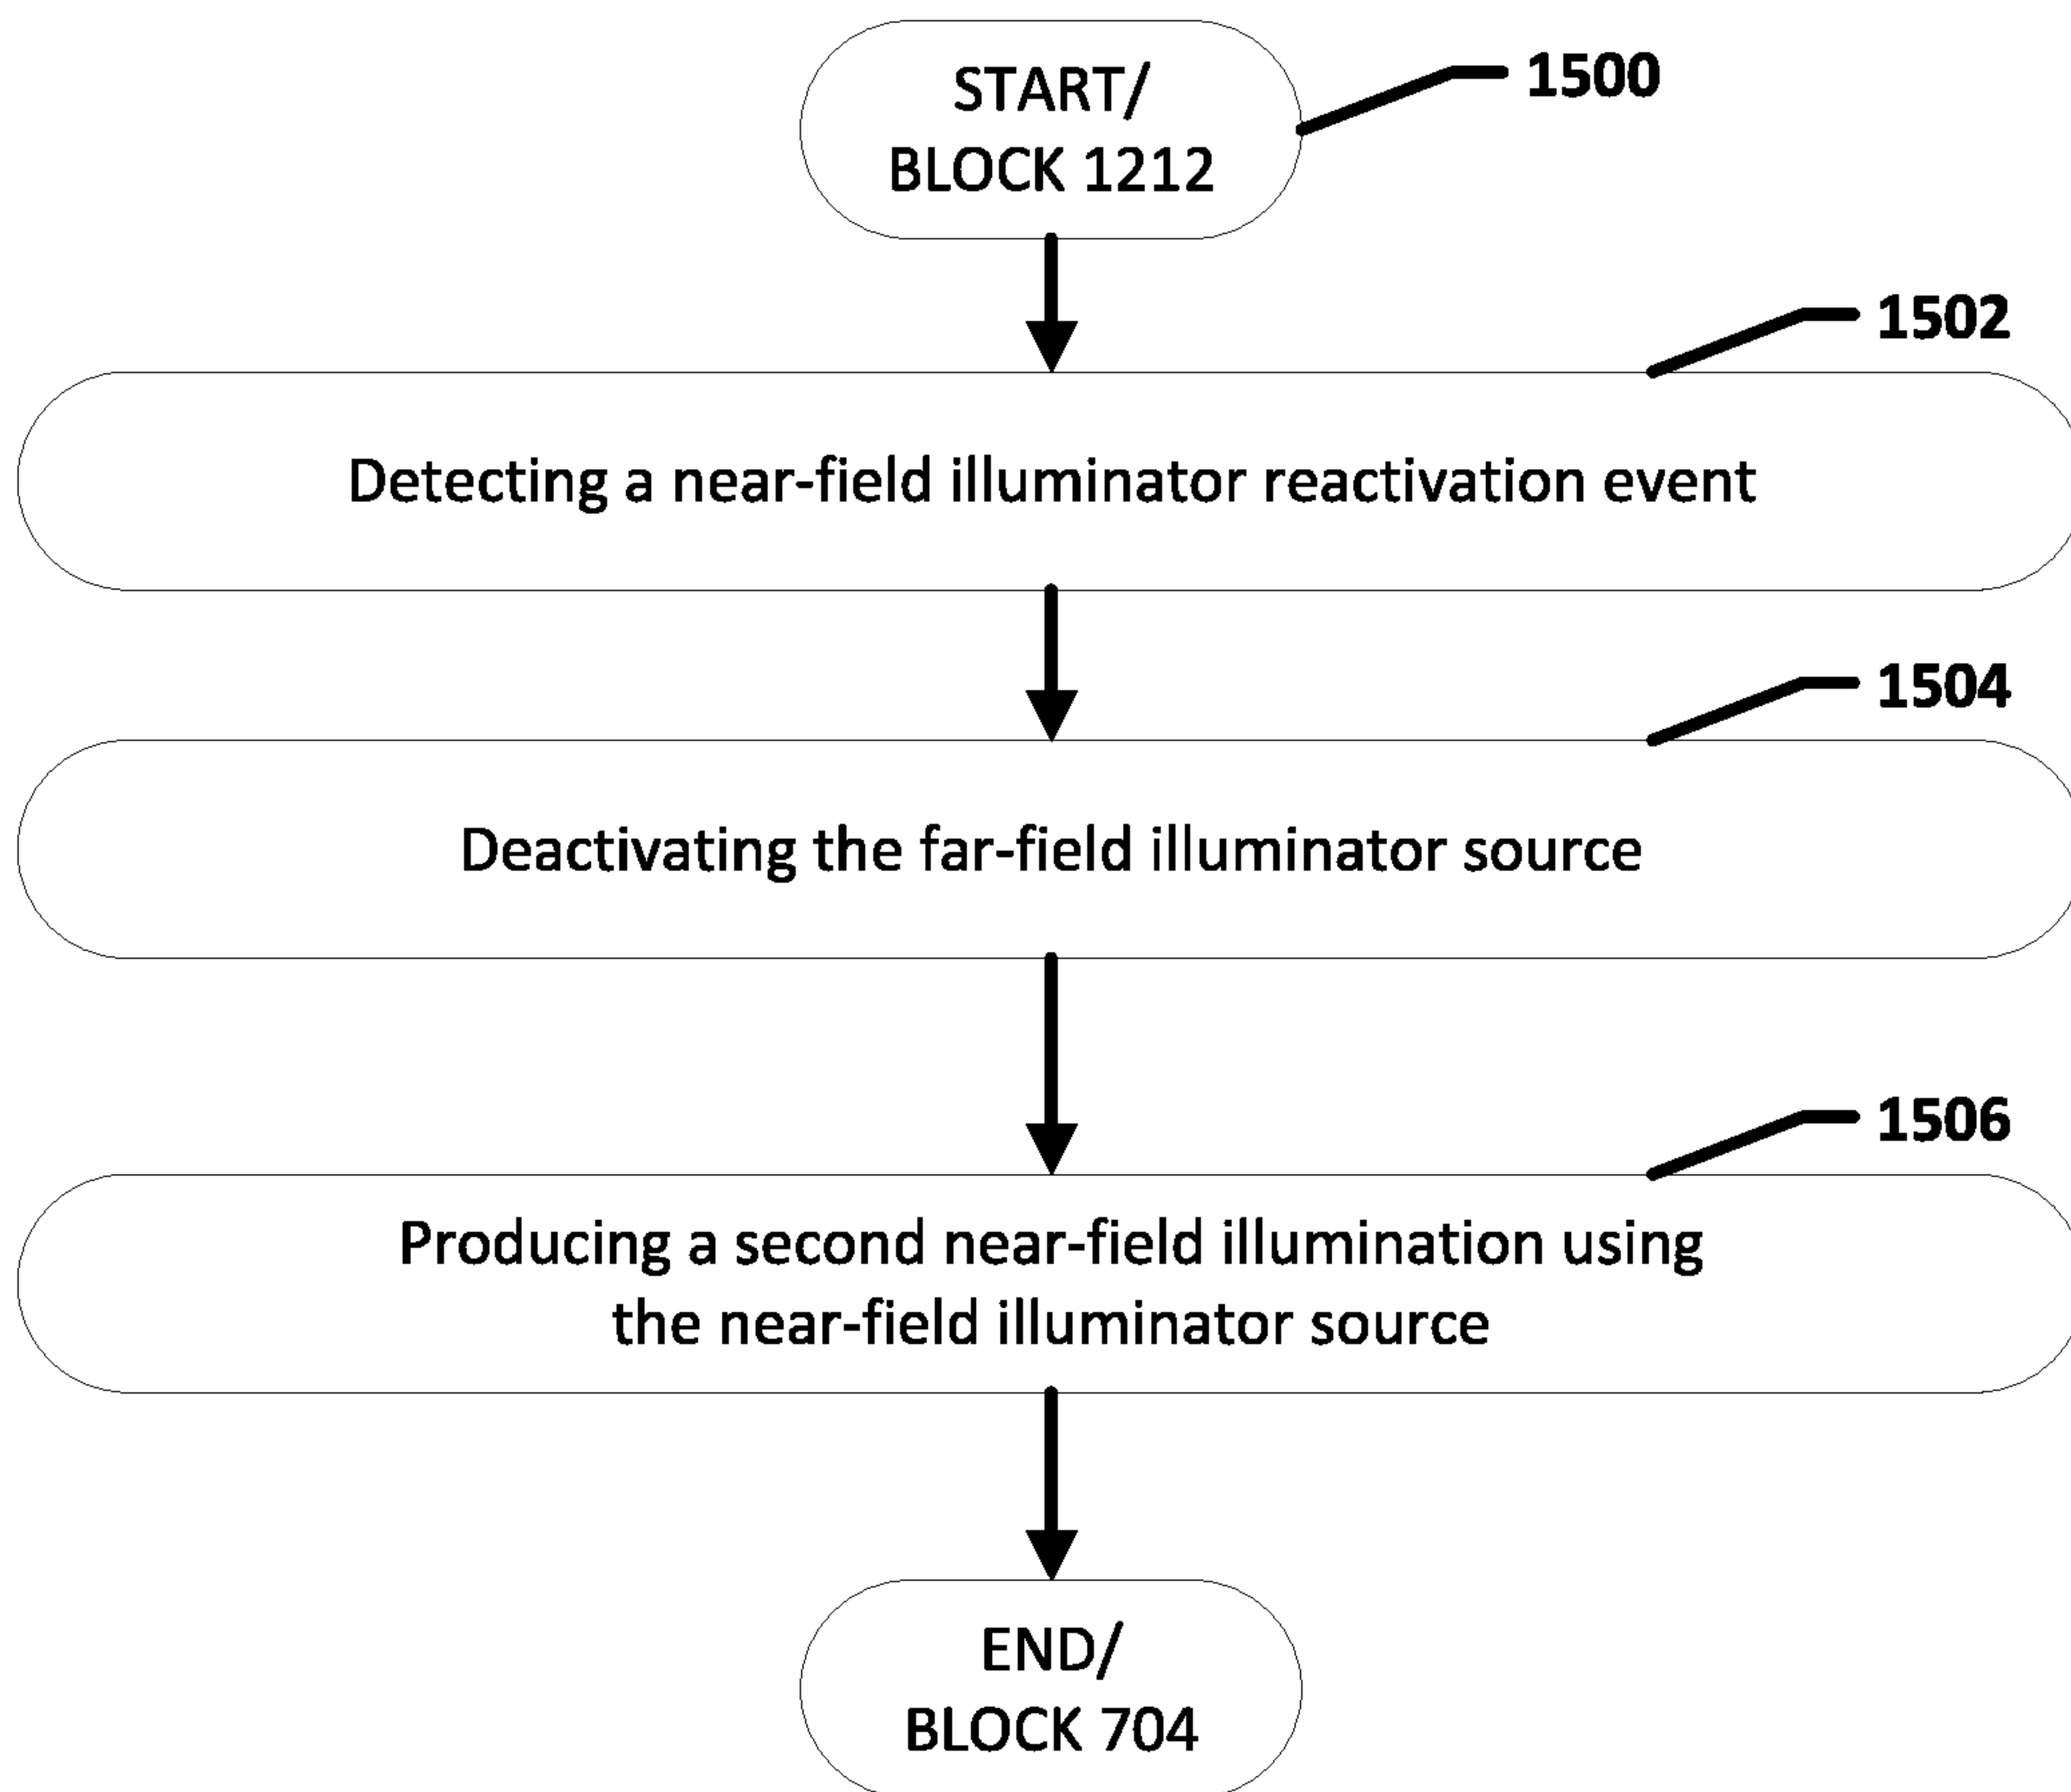 START/
BLOCK 1212
1500
1502
Detecting a near-field illuminator reactivation event
1504
Deactivating the far-field illuminator source
1506
Producing a second near-field illumination using
the near-field illuminator source
END/
BLOCK 704